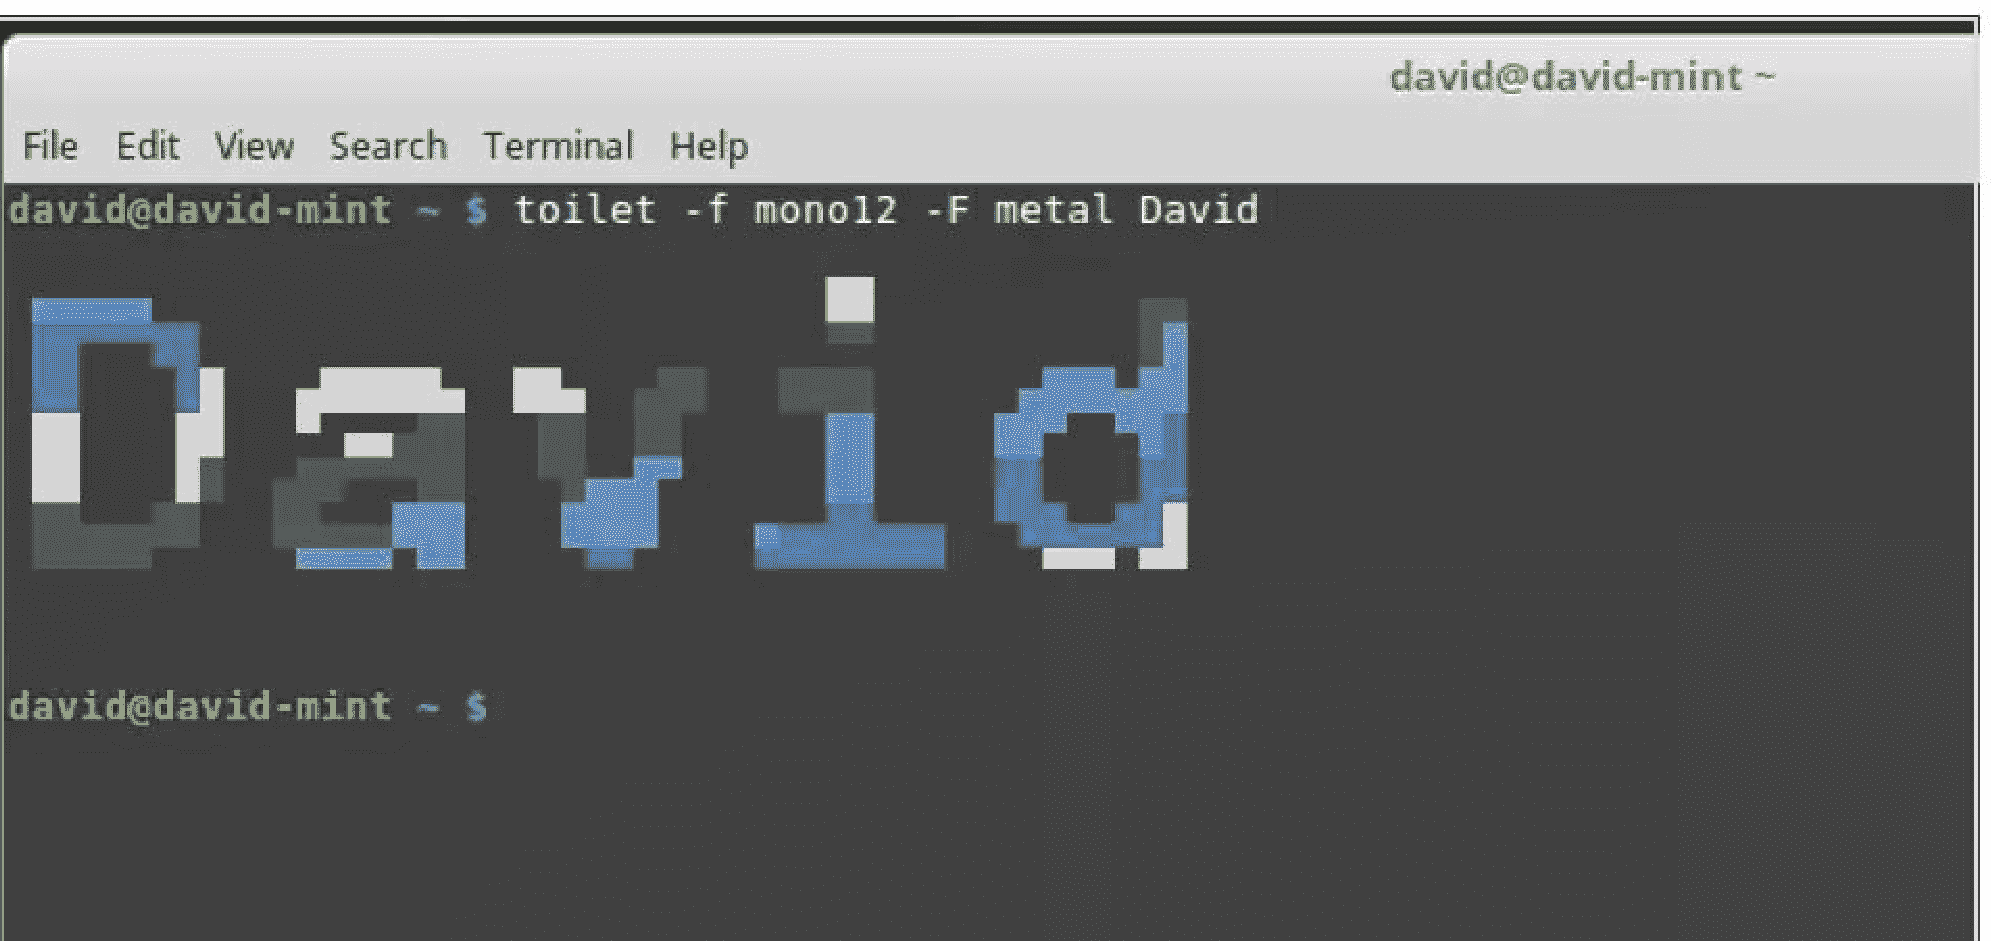 david@david-mint ~
File Edit View Search Terminal Help
david@david-mint ~ $ toilet -f mono12 -F metal David
David
david@david-mint ~ $